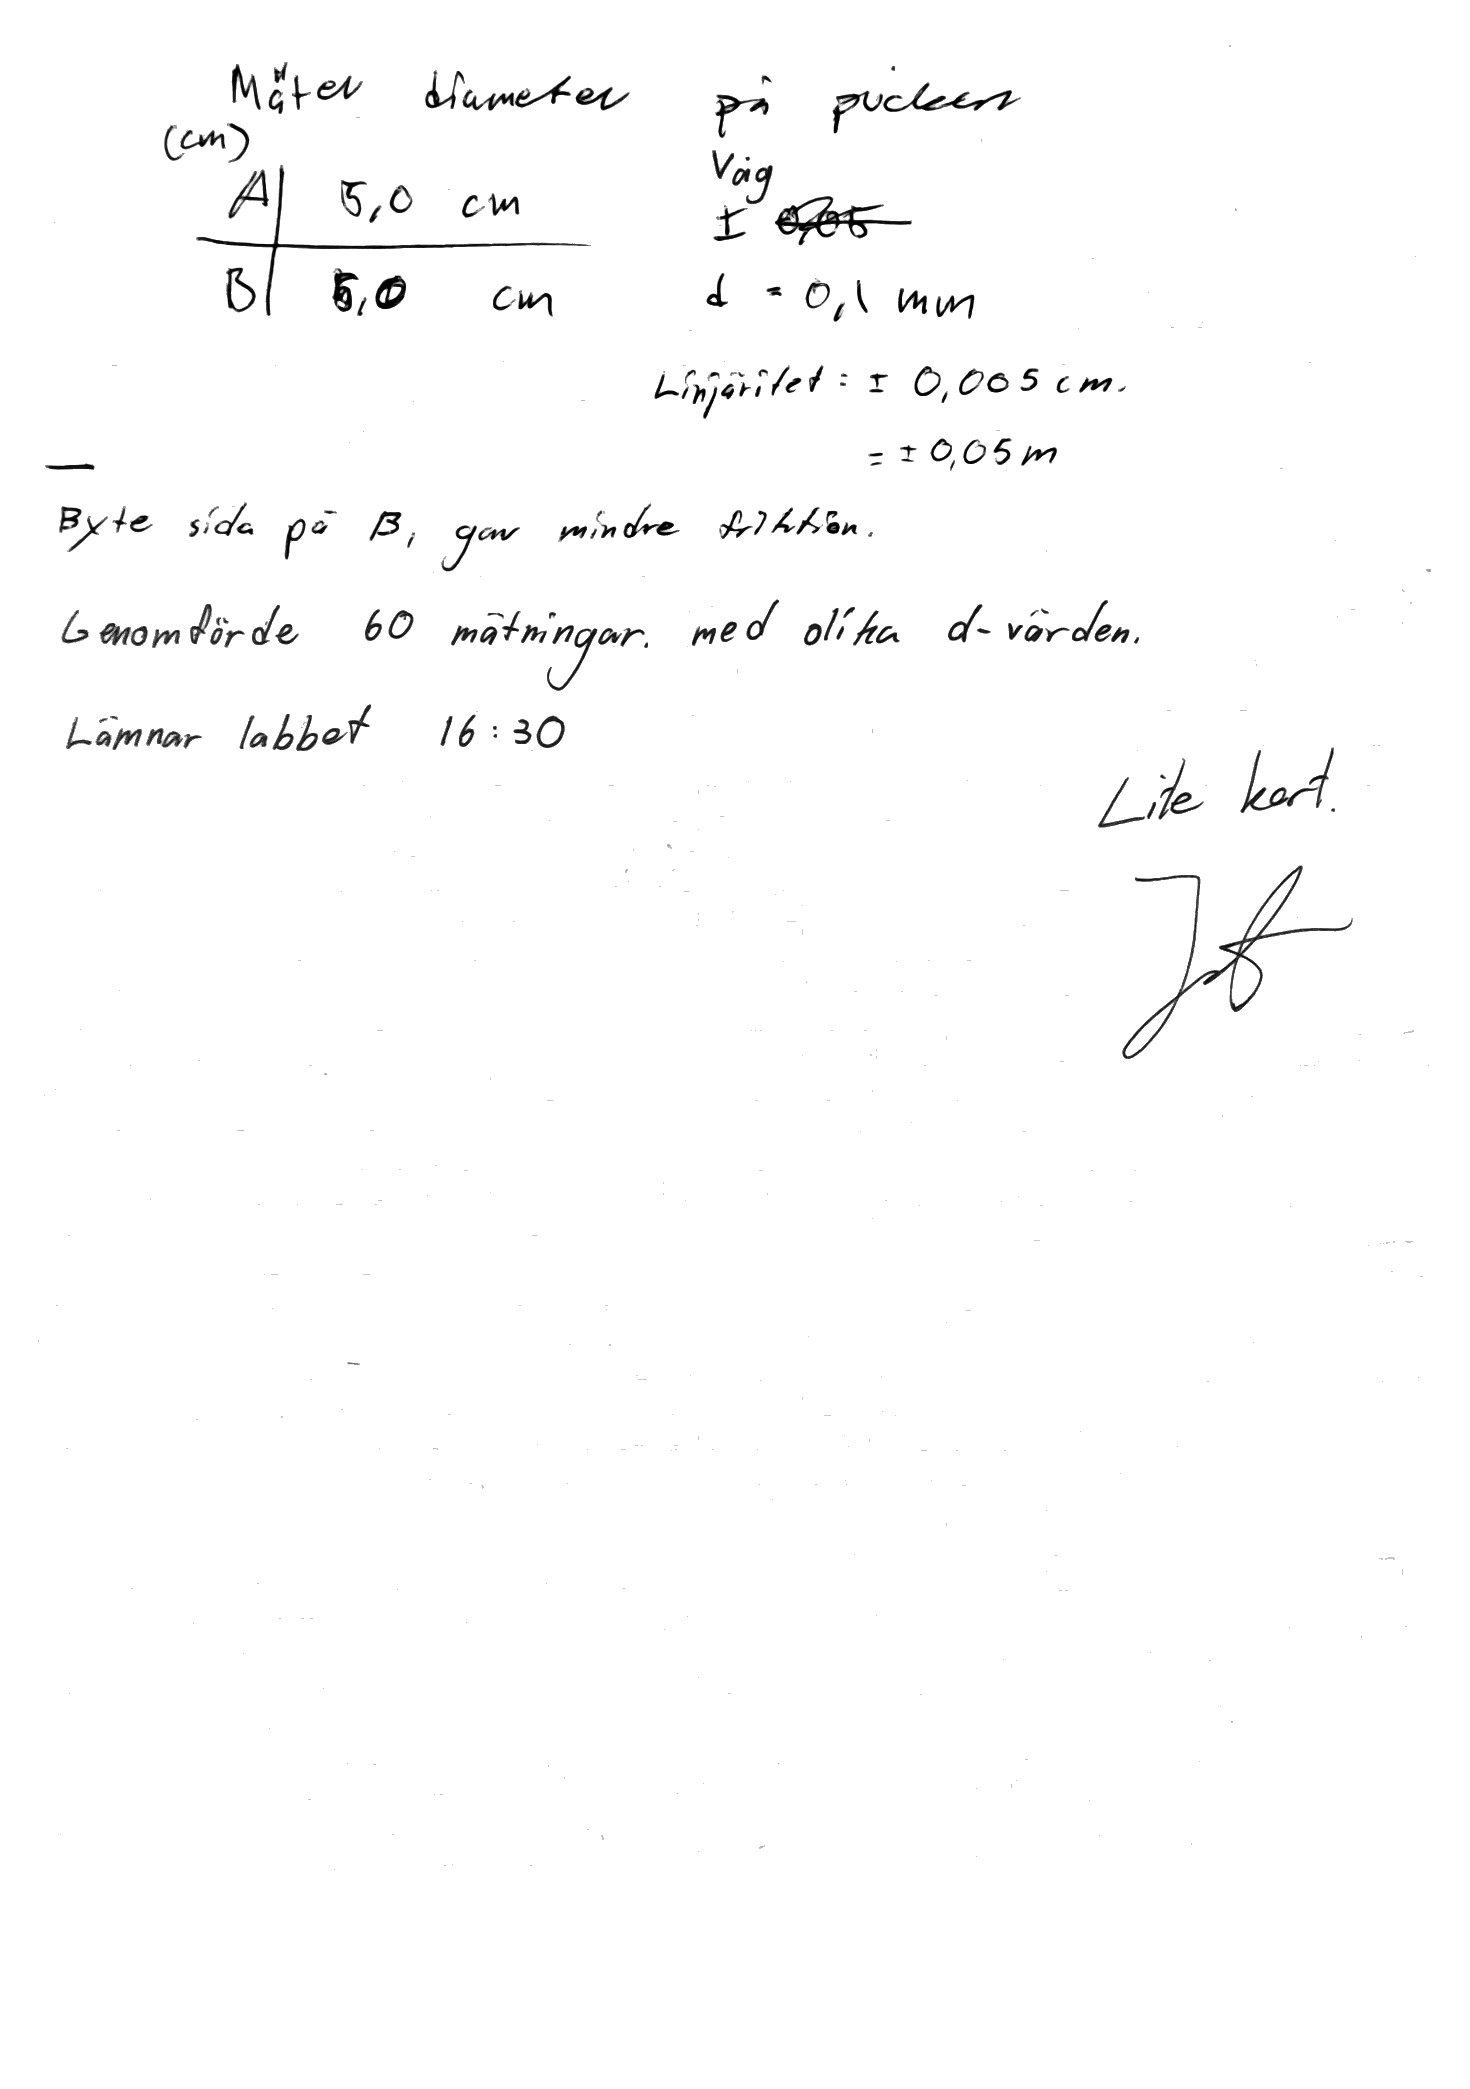 Mäter diameter på pucken
(cm)
A 5,0 cm
B 5,0 cm
Våg
± 0,05
d = 0,1 mm
Linjäritet: ± 0,005 cm.
= ± 0,05 m
Byte sida på B, gav mindre friktion.
Genomförde 60 mätningar. med olika d-värden.
Lämnar labbet 16:30
Lite kort.